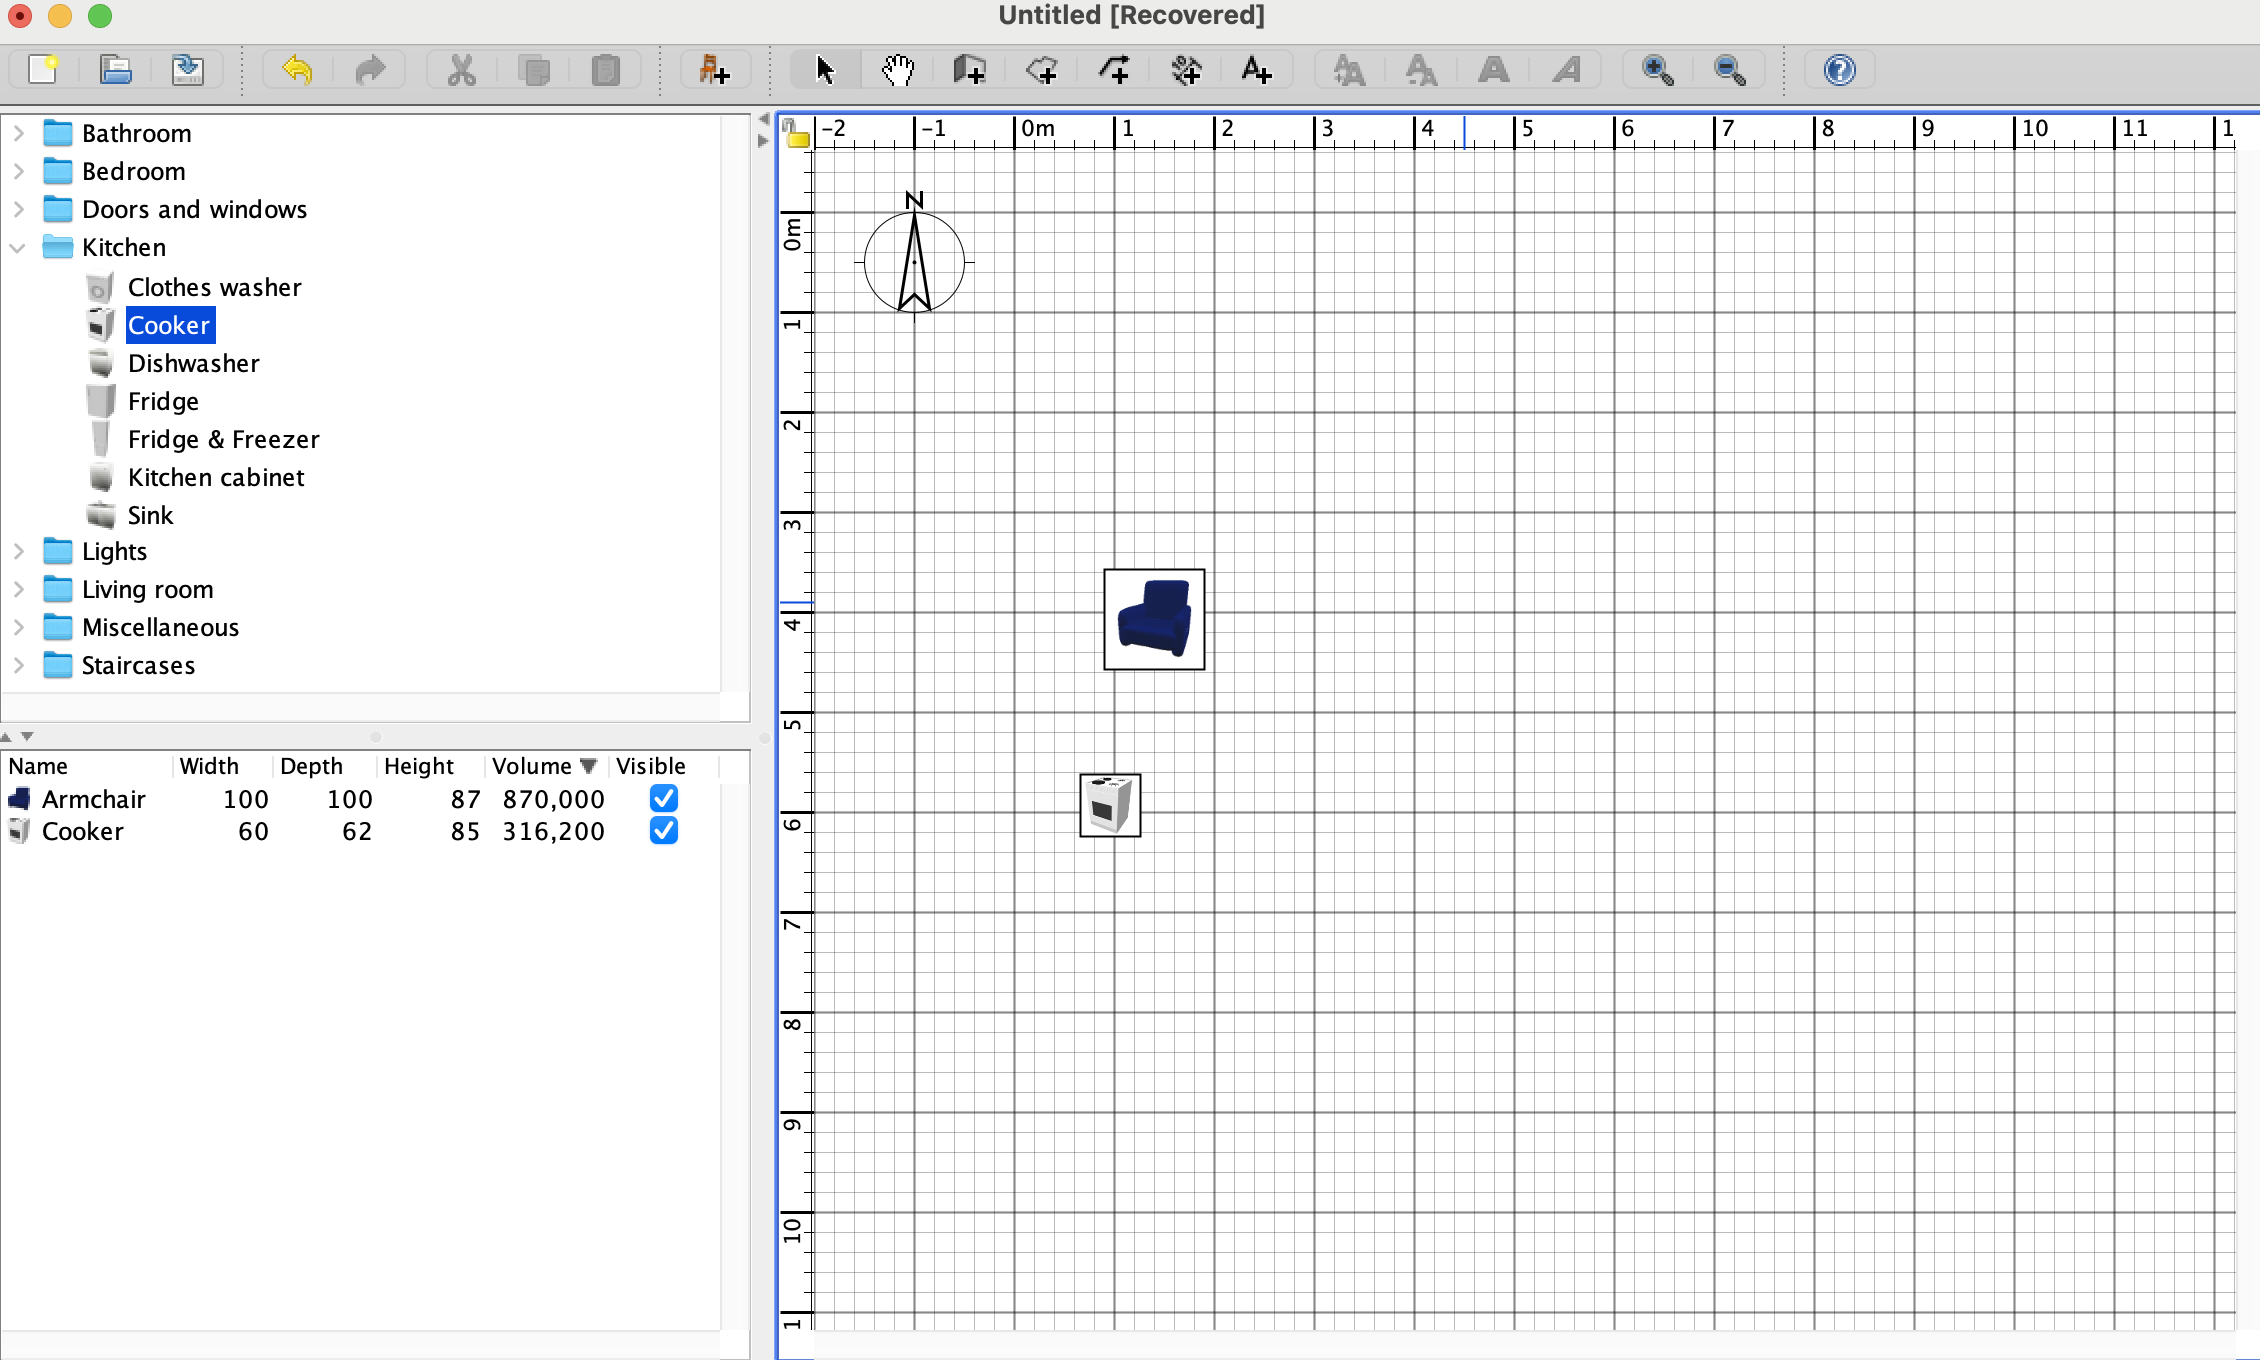 Untitled [Recovered]
Bathroom
Bedroom
Doors and windows
Kitchen
Clothes washer
Cooker
Dishwasher
Fridge
Fridge & Freezer
Kitchen cabinet
Sink
Lights
Living room
Miscellaneous
Staircases
Name Width Depth Height Volume Visible
Armchair 100 100 87 870,000
Cooker 60 62 85 316,200
-2 -1 0m 1 2 3 4 5 6 7 8 9 10 11 1
N
0m
1
2
3
4
5
6
7
8
9
10
1